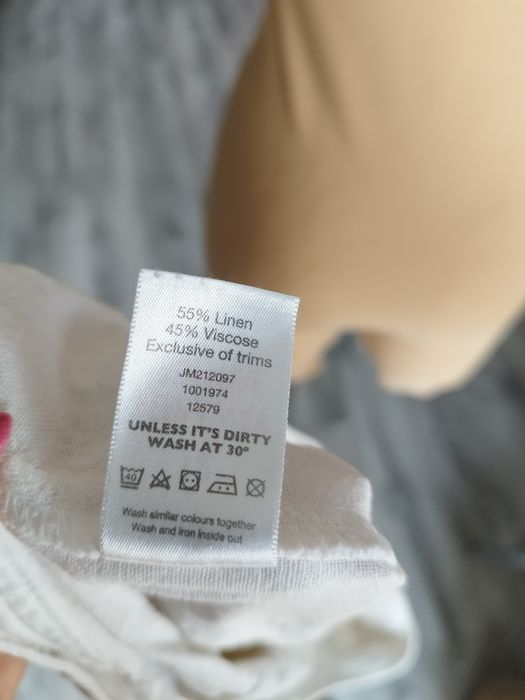 55% Linen
45% Viscose
Exclusive of trims
JM212097
1001974
12579
UNLESS IT'S DIRTY
WASH AT 30°
40
Wash similar colours together
Wash and iron inside out